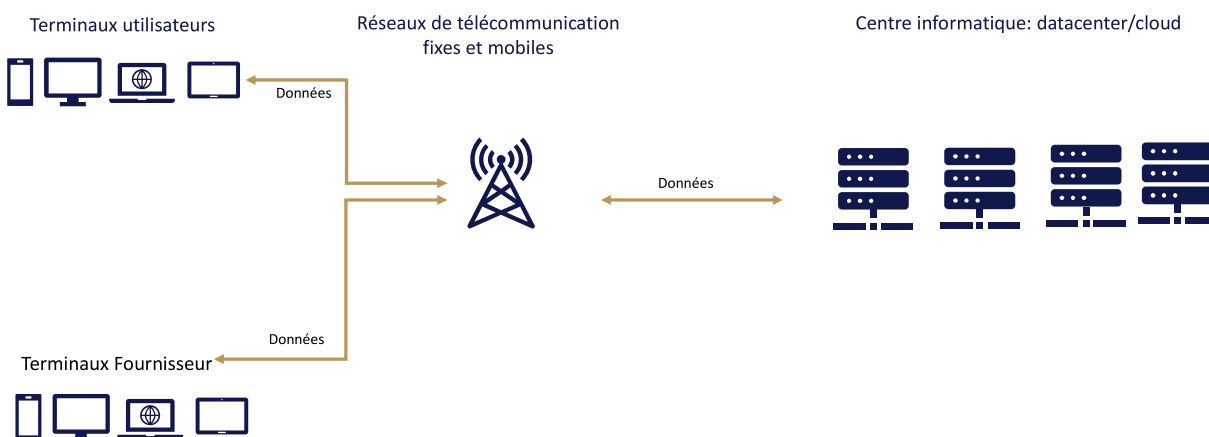 Terminaux utilisateurs
Réseaux de télécommunication
fixes et mobiles
Centre informatique: datacenter/cloud
Données
Données
Données
Terminaux Fournisseur